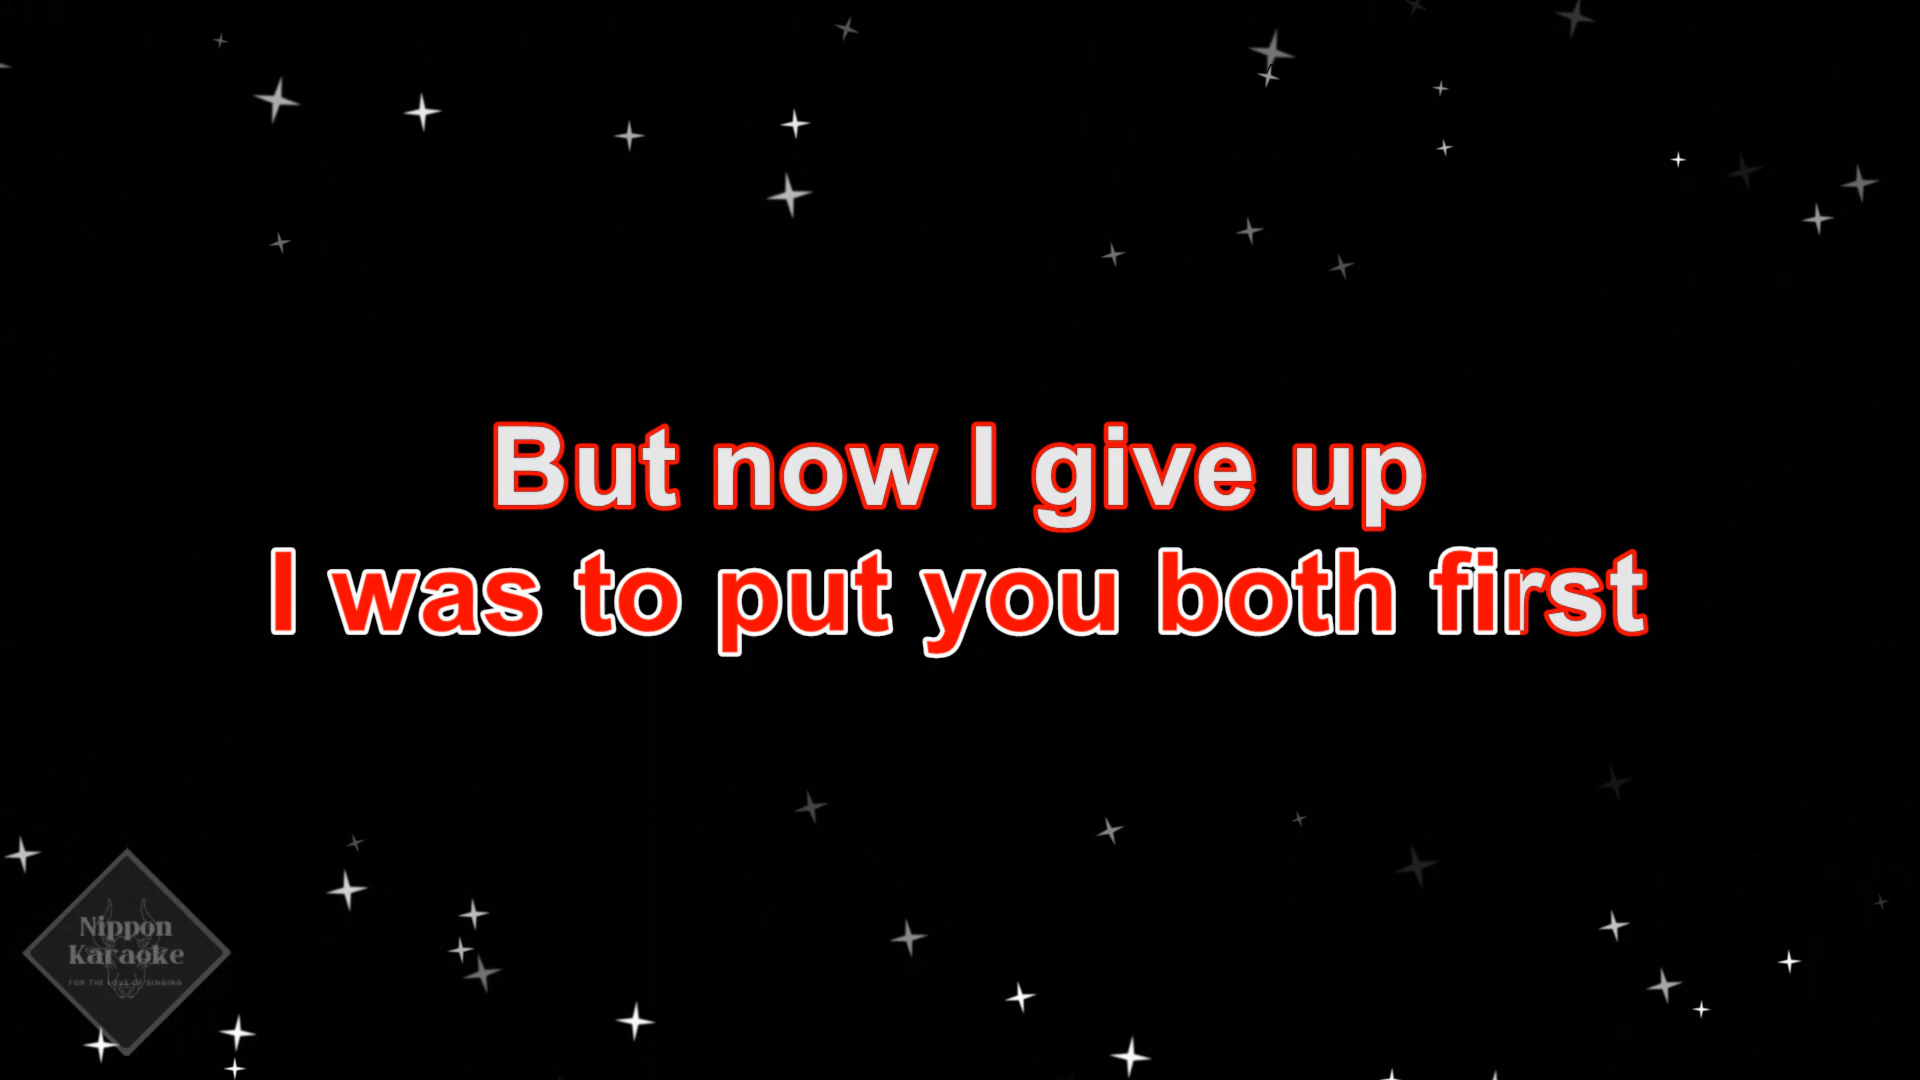 But now I give up
I was to put you both first
Nippon
Karaoke
FOR THE LOVE OF SINGING